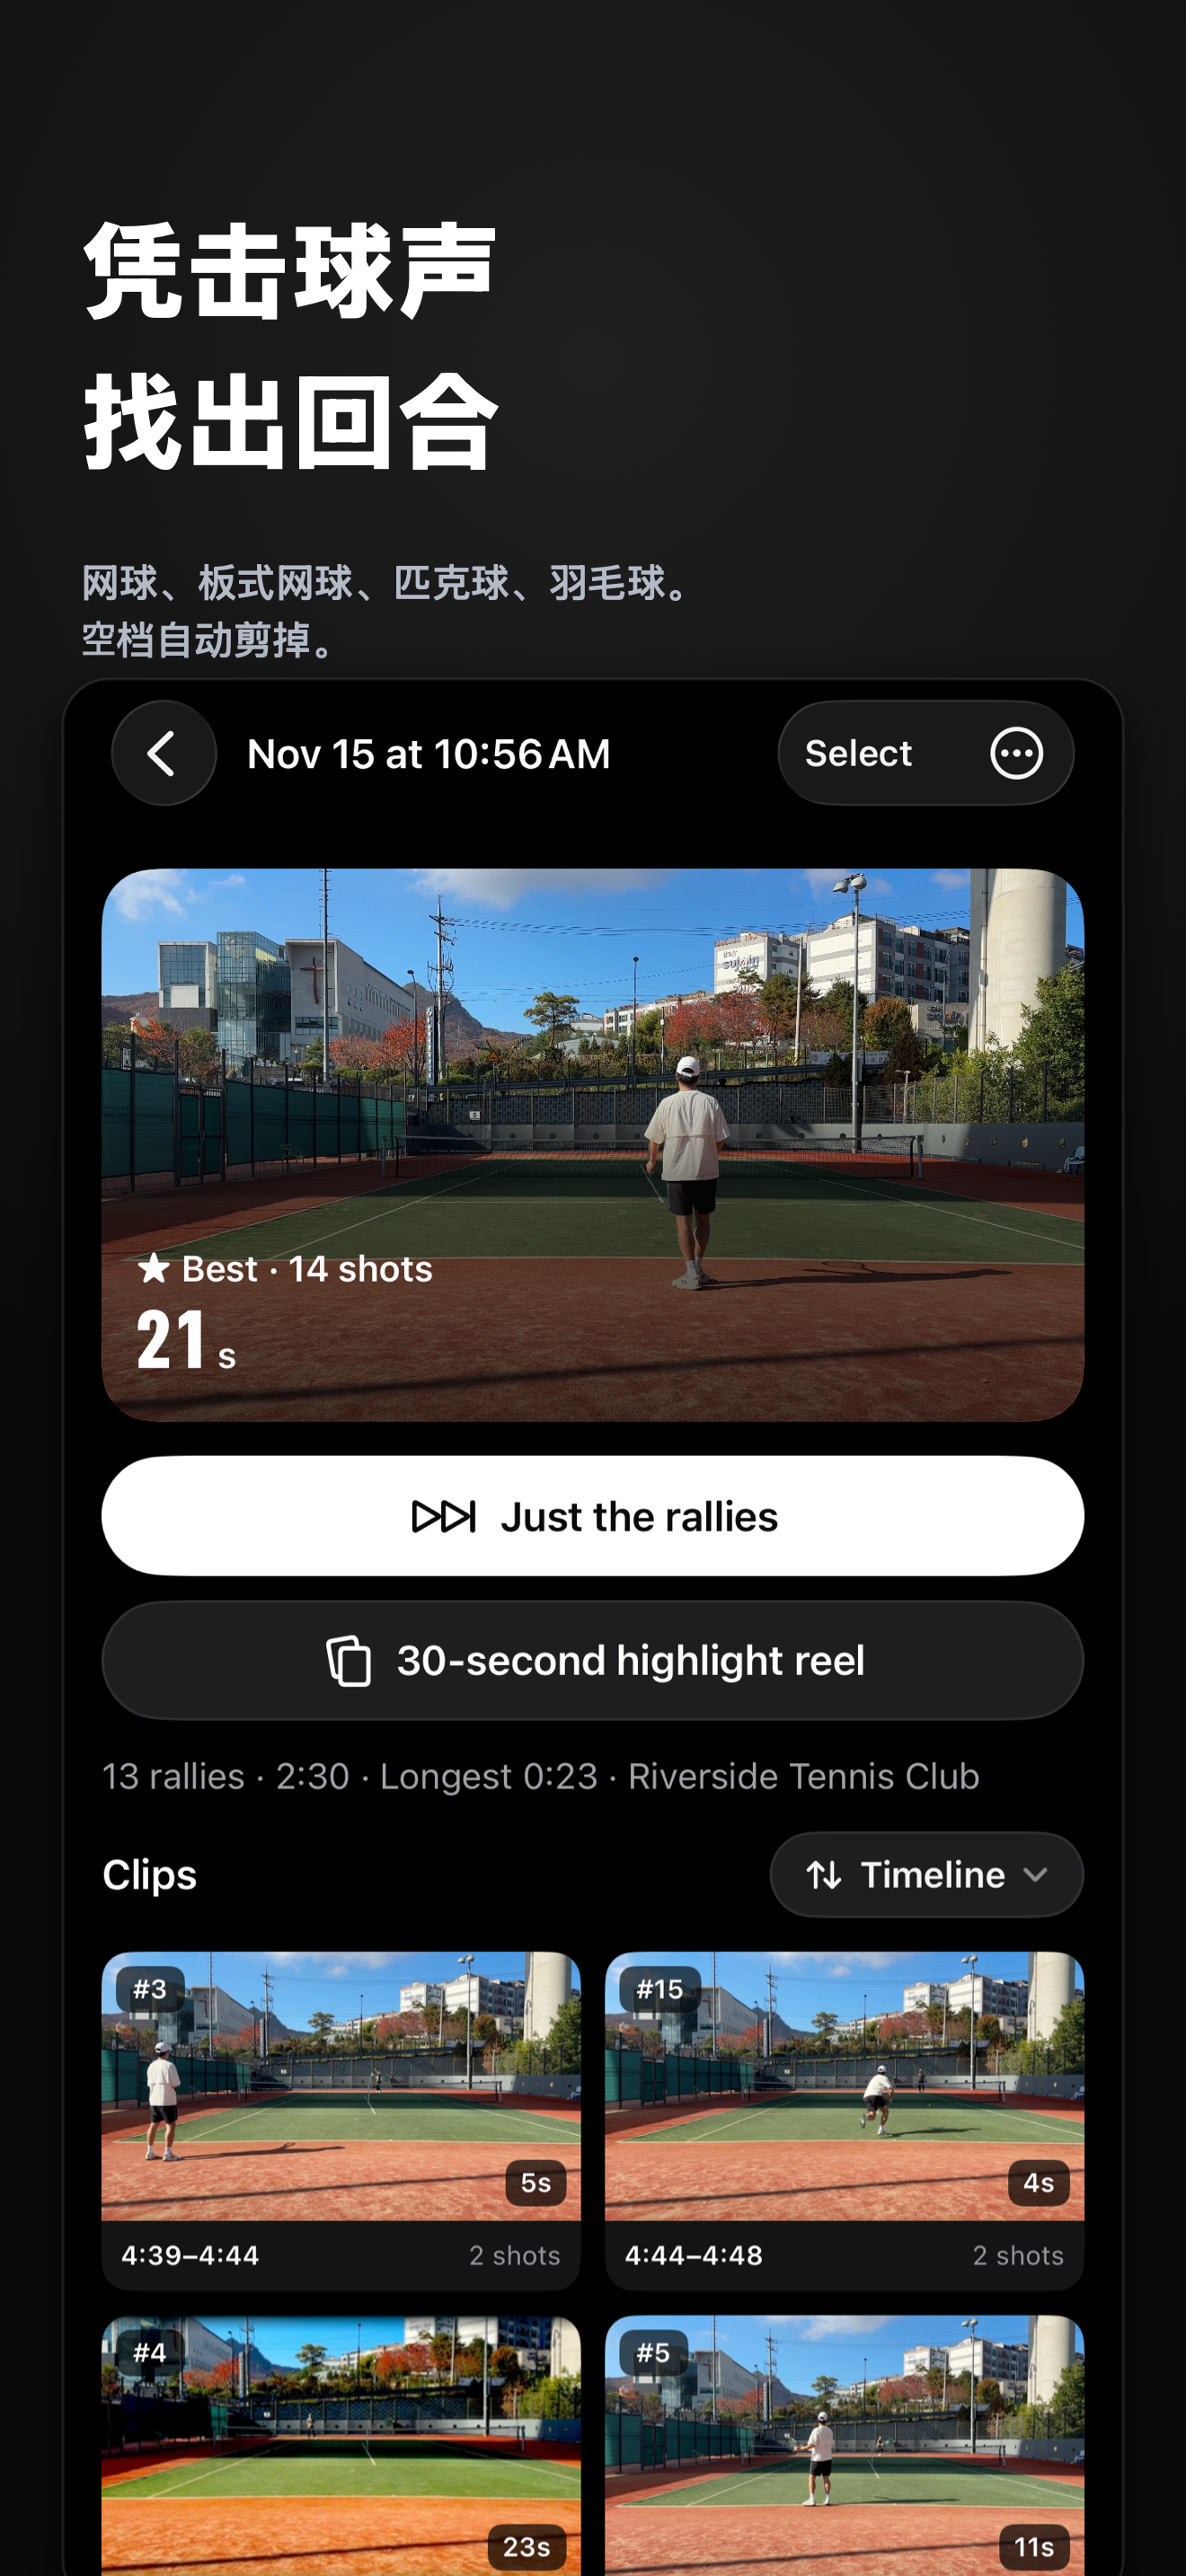 凭击球声
找出回合
网球、板式网球、匹克球、羽毛球。
空档自动剪掉。
Nov 15 at 10:56 AM
Select
Best · 14 shots
21 s
Just the rallies
30-second highlight reel
13 rallies · 2:30 · Longest 0:23 · Riverside Tennis Club
Clips
Timeline
#3
#15
5s
4s
4:39–4:44 2 shots
4:44–4:48 2 shots
#4
#5
23s
11s